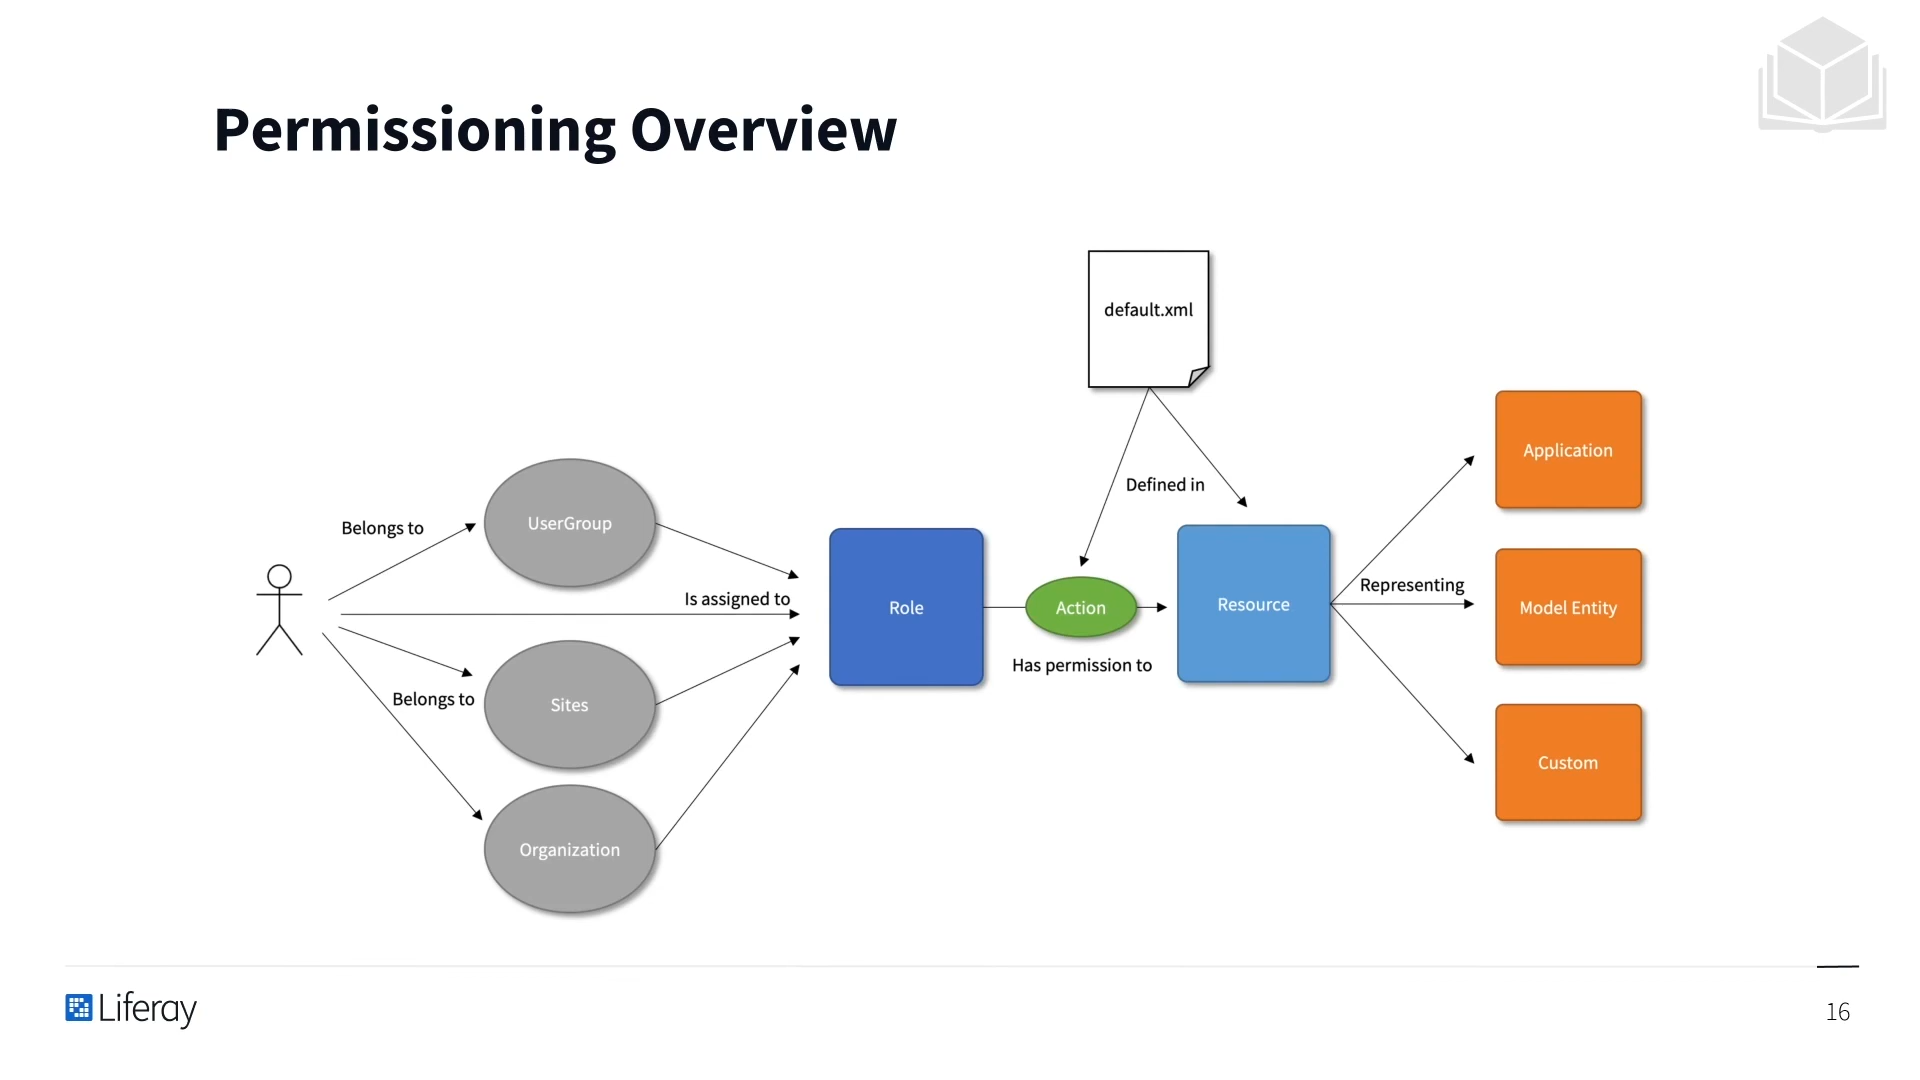 Permissioning Overview
default.xml
Defined in
Application
Belongs to
UserGroup
Is assigned to
Role
Action
Has permission to
Resource
Representing
Model Entity
Belongs to
Sites
Custom
Organization
Liferay
16